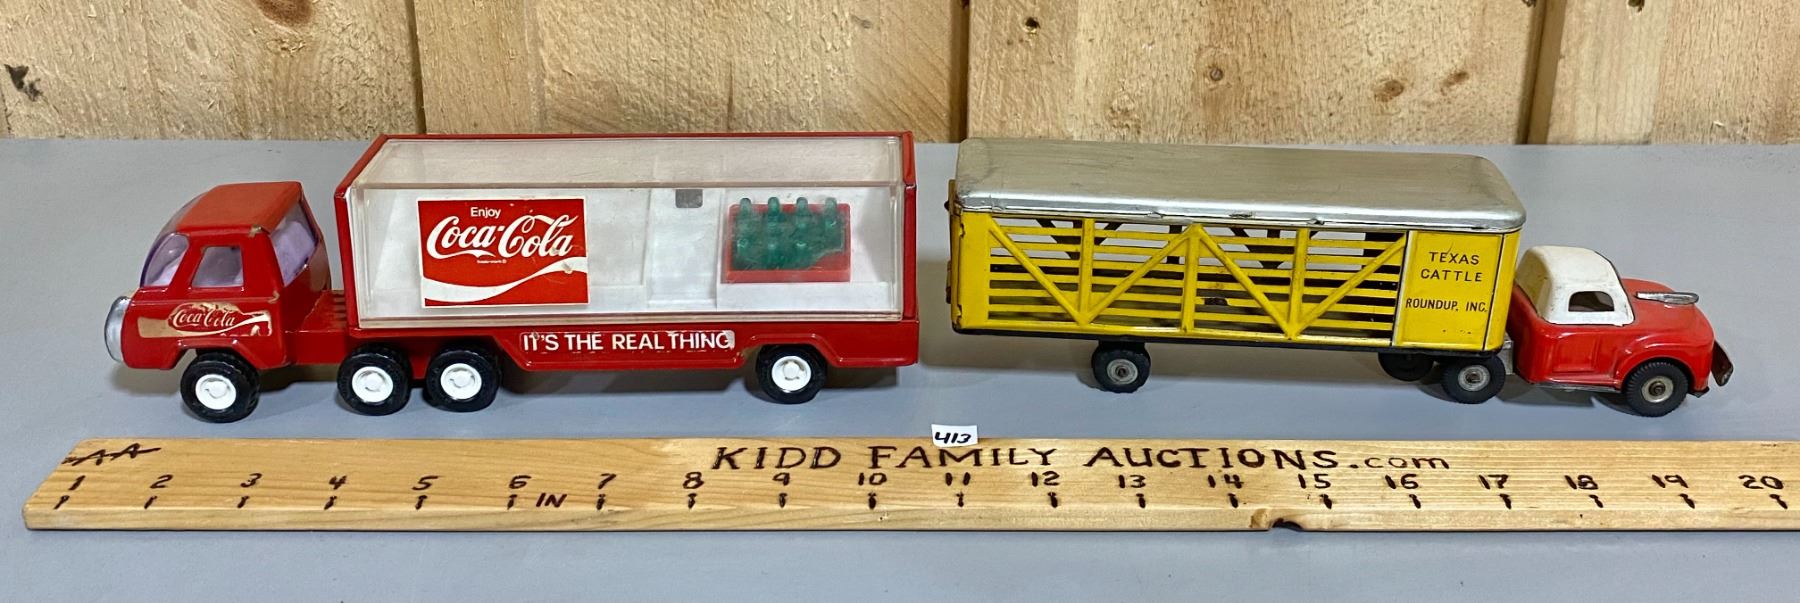 Enjoy
Coca-Cola
Coca-Cola
IT'S THE REAL THING
TEXAS
CATTLE
ROUNDUP, INC.
413
AA
KIDD FAMILY AUCTIONS.com
1 2 3 4 5 6 7 8 9 10 11 12 13 14 15 16 17 18 19 20
IN